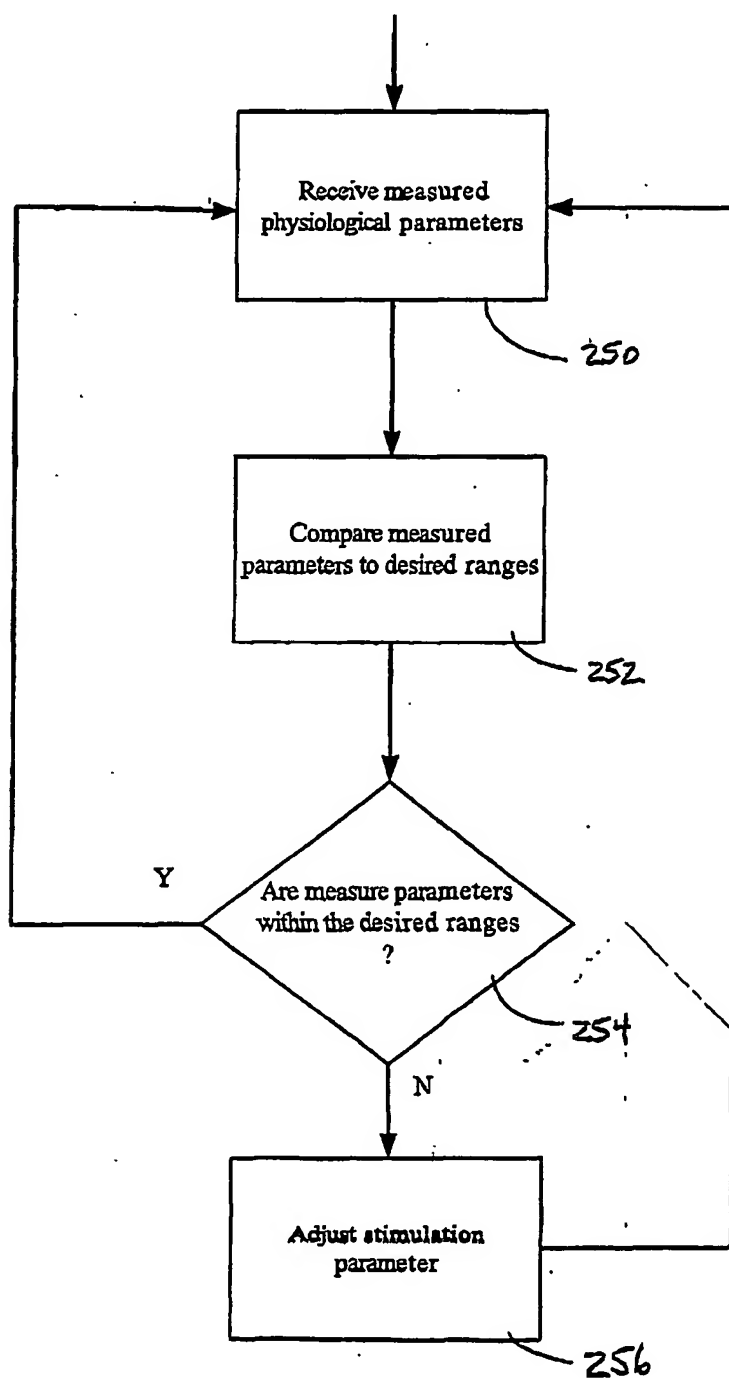 Receive measured
physiological parameters
250
Compare measured
parameters to desired ranges
252
Y
Are measure parameters
within the desired ranges
?
254
N
Adjust stimulation
parameter
256